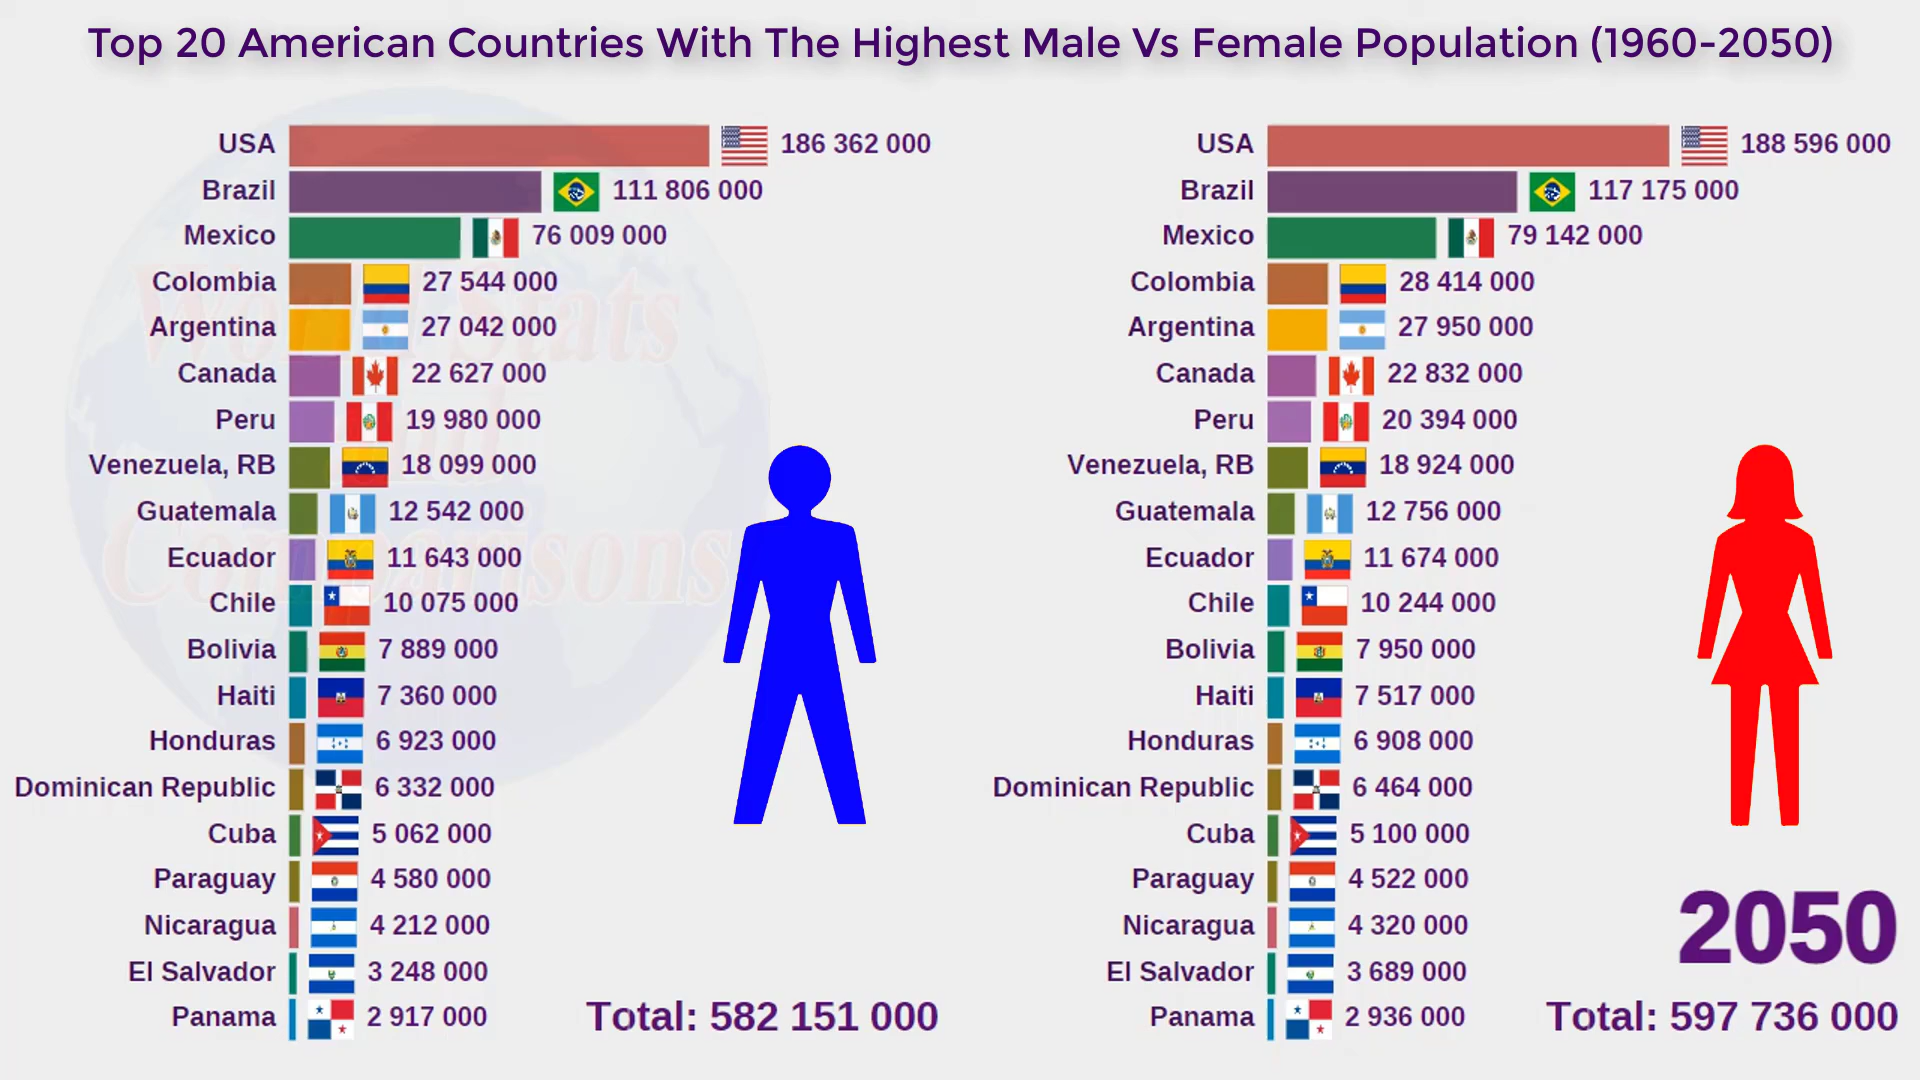 Top 20 American Countries With The Highest Male Vs Female Population (1960-2050)
USA 186 362 000
Brazil 111 806 000
Mexico 76 009 000
Colombia 27 544 000
Argentina 27 042 000
Canada 22 627 000
Peru 19 980 000
Venezuela, RB 18 099 000
Guatemala 12 542 000
Ecuador 11 643 000
Chile 10 075 000
Bolivia 7 889 000
Haiti 7 360 000
Honduras 6 923 000
Dominican Republic 6 332 000
Cuba 5 062 000
Paraguay 4 580 000
Nicaragua 4 212 000
El Salvador 3 248 000
Panama 2 917 000
Total: 582 151 000
World Stats
and
Comparisons
USA 188 596 000
Brazil 117 175 000
Mexico 79 142 000
Colombia 28 414 000
Argentina 27 950 000
Canada 22 832 000
Peru 20 394 000
Venezuela, RB 18 924 000
Guatemala 12 756 000
Ecuador 11 674 000
Chile 10 244 000
Bolivia 7 950 000
Haiti 7 517 000
Honduras 6 908 000
Dominican Republic 6 464 000
Cuba 5 100 000
Paraguay 4 522 000
Nicaragua 4 320 000
El Salvador 3 689 000
Panama 2 936 000
2050
Total: 597 736 000